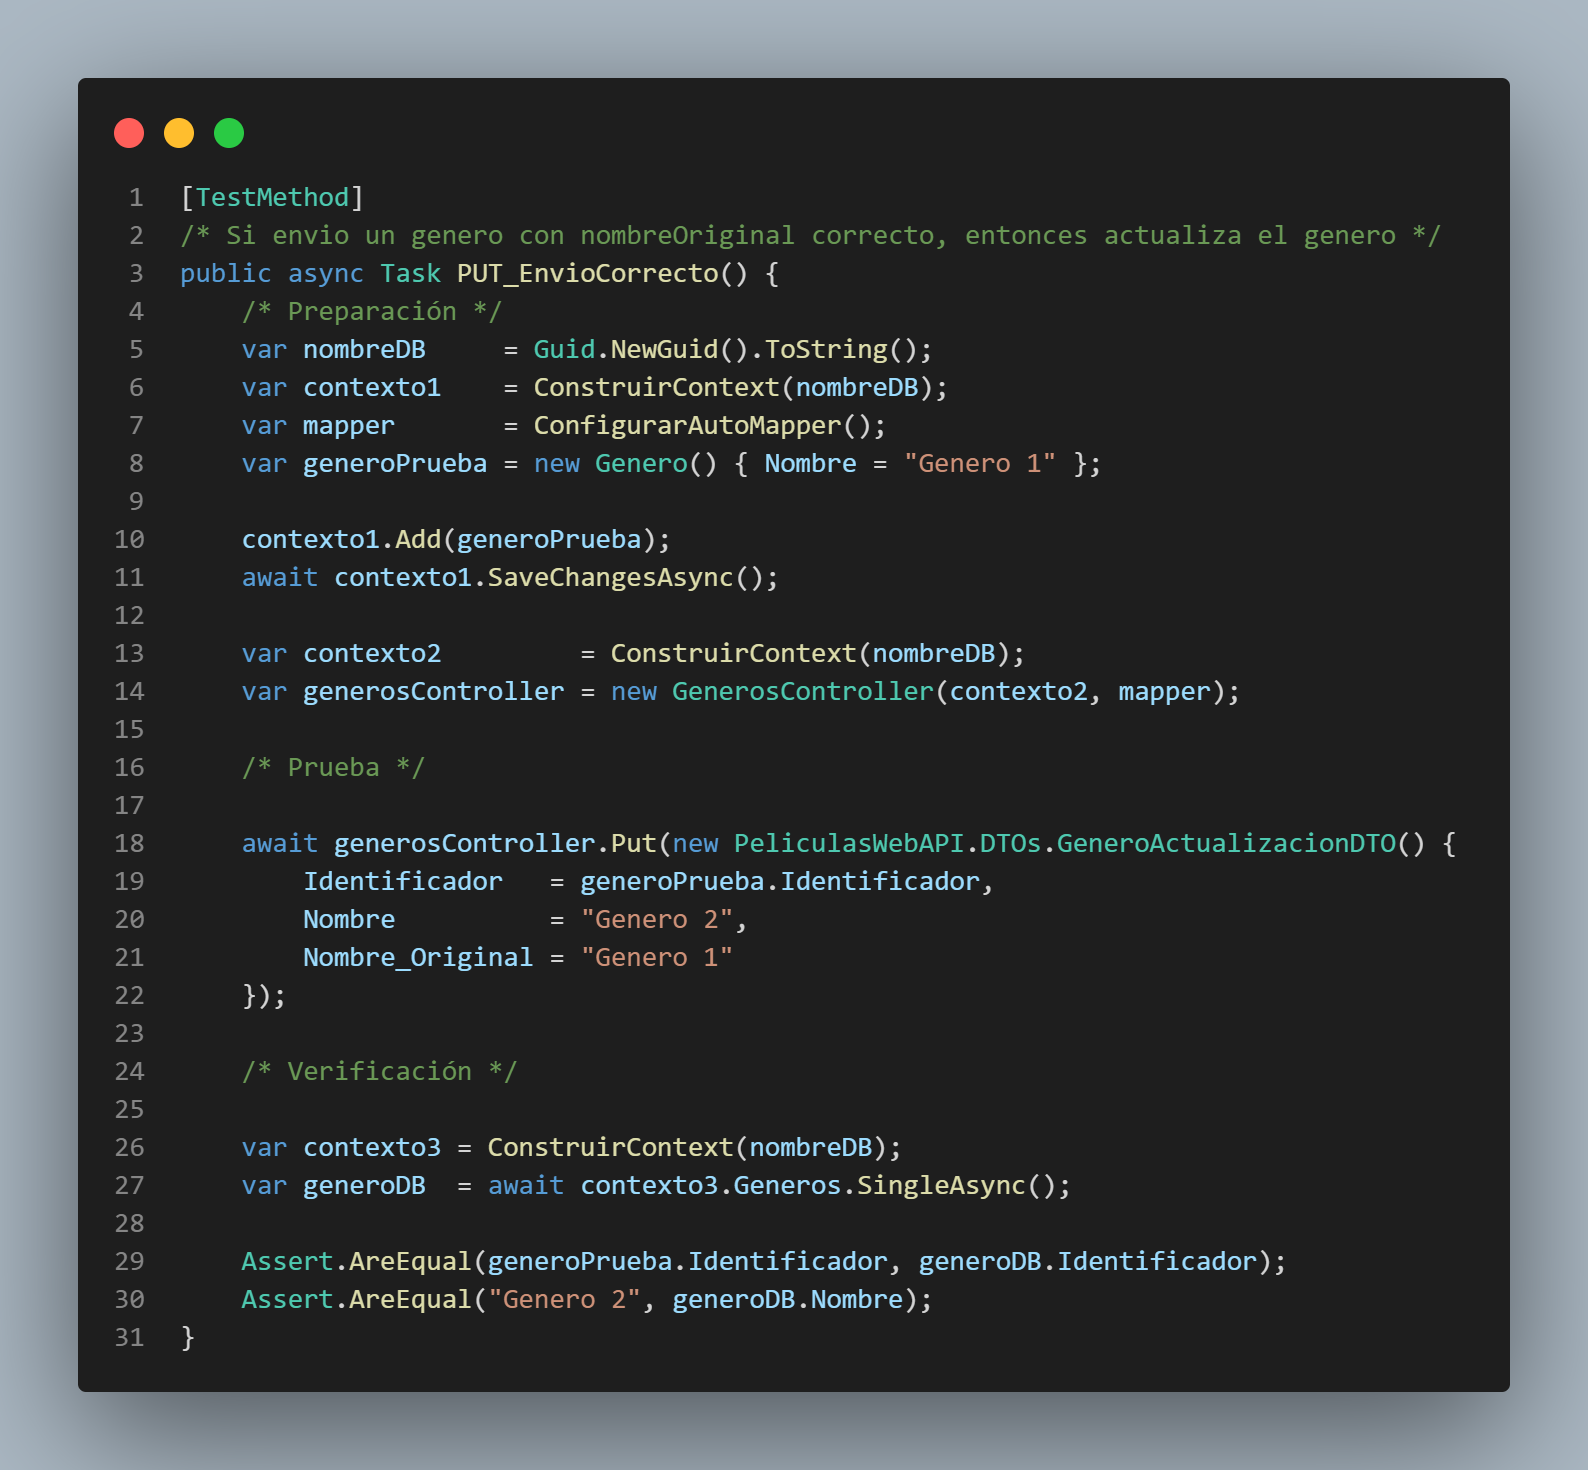 1 [TestMethod]
2 /* Si envio un genero con nombreOriginal correcto, entonces actualiza el genero */
3 public async Task PUT_EnvioCorrecto() {
4     /* Preparación */
5     var nombreDB     = Guid.NewGuid().ToString();
6     var contexto1    = ConstruirContext(nombreDB);
7     var mapper       = ConfigurarAutoMapper();
8     var generoPrueba = new Genero() { Nombre = "Genero 1" };
9
10     contexto1.Add(generoPrueba);
11     await contexto1.SaveChangesAsync();
12
13     var contexto2         = ConstruirContext(nombreDB);
14     var generosController = new GenerosController(contexto2, mapper);
15
16     /* Prueba */
17
18     await generosController.Put(new PeliculasWebAPI.DTOs.GeneroActualizacionDTO() {
19         Identificador   = generoPrueba.Identificador,
20         Nombre          = "Genero 2",
21         Nombre_Original = "Genero 1"
22     });
23
24     /* Verificación */
25
26     var contexto3 = ConstruirContext(nombreDB);
27     var generoDB  = await contexto3.Generos.SingleAsync();
28
29     Assert.AreEqual(generoPrueba.Identificador, generoDB.Identificador);
30     Assert.AreEqual("Genero 2", generoDB.Nombre);
31 }